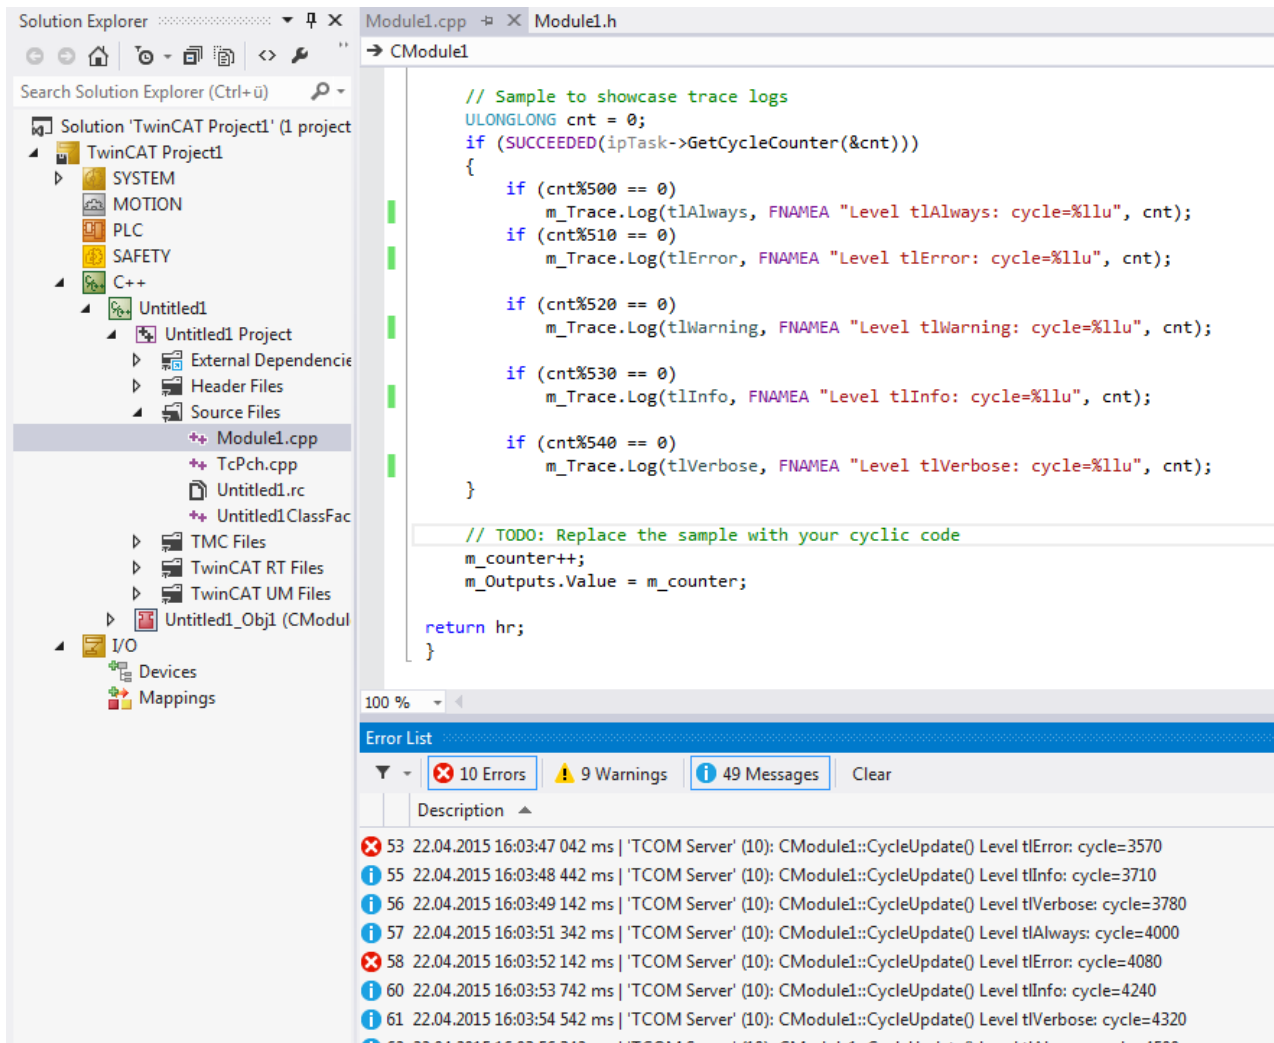 Solution Explorer
Search Solution Explorer (Ctrl+ü)
Solution 'TwinCAT Project1' (1 project
TwinCAT Project1
SYSTEM
MOTION
PLC
SAFETY
C++
Untitled1
Untitled1 Project
External Dependencie
Header Files
Source Files
Module1.cpp
TcPch.cpp
Untitled1.rc
Untitled1ClassFac
TMC Files
TwinCAT RT Files
TwinCAT UM Files
Untitled1_Obj1 (CModul
I/O
Devices
Mappings
Module1.cpp
Module1.h
CModule1
// Sample to showcase trace logs
ULONGLONG cnt = 0;
if (SUCCEEDED(ipTask->GetCycleCounter(&cnt)))
{
if (cnt%500 == 0)
m_Trace.Log(tlAlways, FNAMEA "Level tlAlways: cycle=%llu", cnt);
if (cnt%510 == 0)
m_Trace.Log(tlError, FNAMEA "Level tlError: cycle=%llu", cnt);
if (cnt%520 == 0)
m_Trace.Log(tlWarning, FNAMEA "Level tlWarning: cycle=%llu", cnt);
if (cnt%530 == 0)
m_Trace.Log(tlInfo, FNAMEA "Level tlInfo: cycle=%llu", cnt);
if (cnt%540 == 0)
m_Trace.Log(tlVerbose, FNAMEA "Level tlVerbose: cycle=%llu", cnt);
}
// TODO: Replace the sample with your cyclic code
m_counter++;
m_Outputs.Value = m_counter;
return hr;
}
100 %
Error List
10 Errors
9 Warnings
49 Messages
Clear
Description
53 22.04.2015 16:03:47 042 ms | 'TCOM Server' (10): CModule1::CycleUpdate() Level tlError: cycle=3570
55 22.04.2015 16:03:48 442 ms | 'TCOM Server' (10): CModule1::CycleUpdate() Level tlInfo: cycle=3710
56 22.04.2015 16:03:49 142 ms | 'TCOM Server' (10): CModule1::CycleUpdate() Level tlVerbose: cycle=3780
57 22.04.2015 16:03:51 342 ms | 'TCOM Server' (10): CModule1::CycleUpdate() Level tlAlways: cycle=4000
58 22.04.2015 16:03:52 142 ms | 'TCOM Server' (10): CModule1::CycleUpdate() Level tlError: cycle=4080
60 22.04.2015 16:03:53 742 ms | 'TCOM Server' (10): CModule1::CycleUpdate() Level tlInfo: cycle=4240
61 22.04.2015 16:03:54 542 ms | 'TCOM Server' (10): CModule1::CycleUpdate() Level tlVerbose: cycle=4320